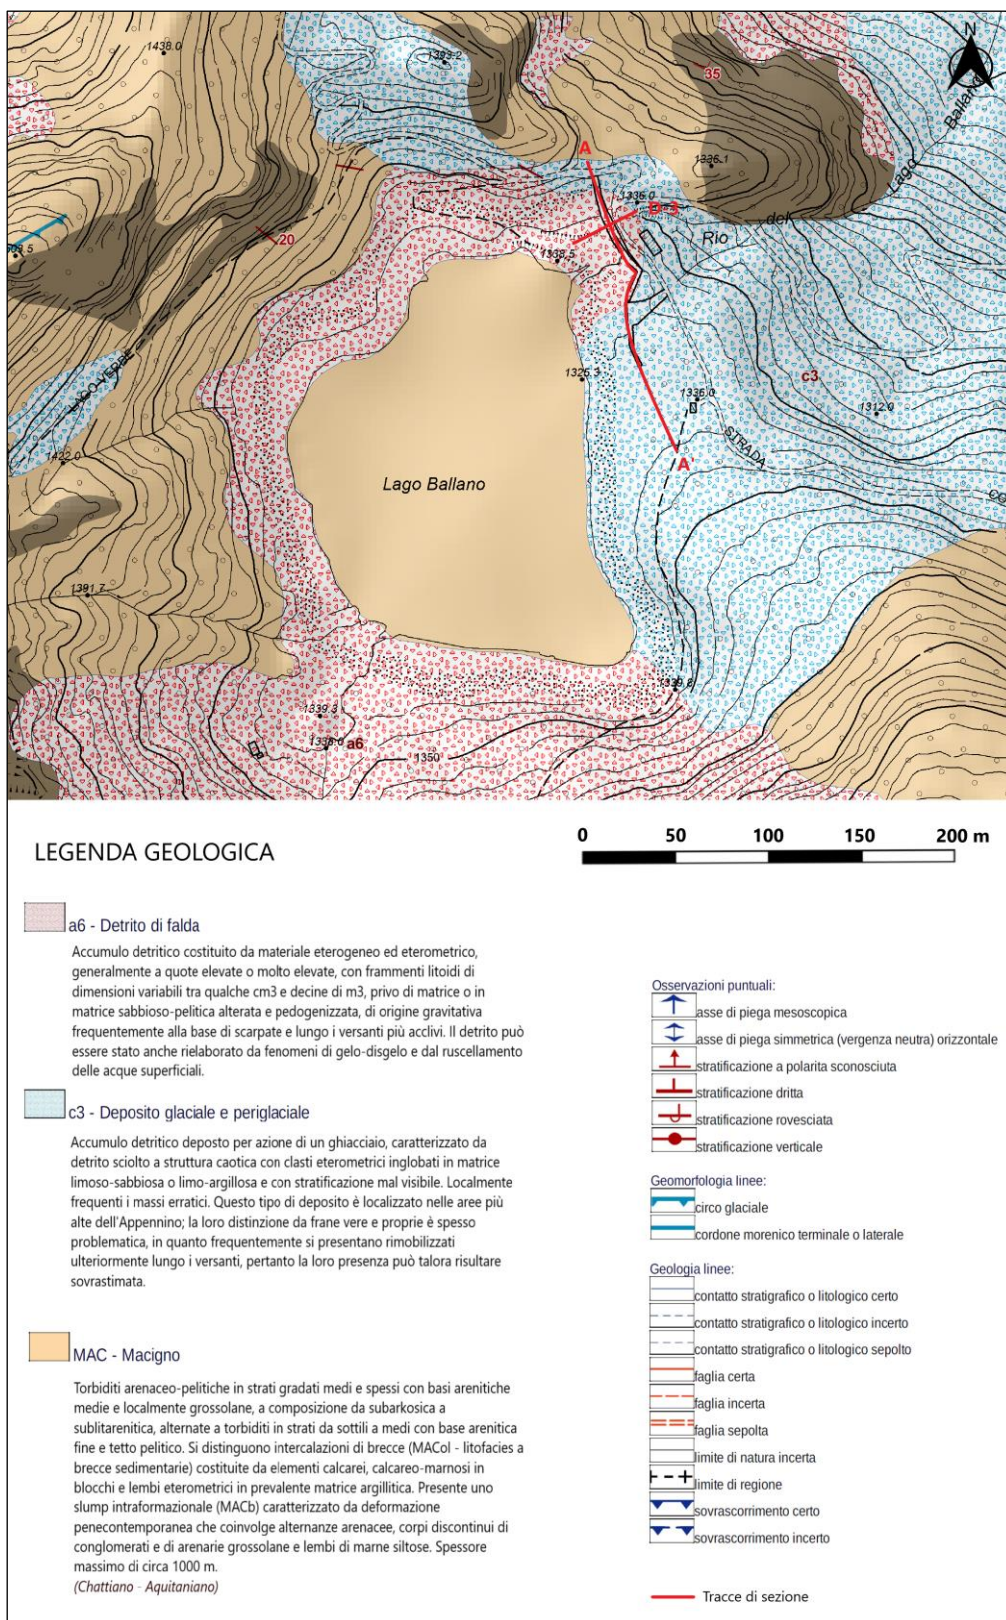 N
1438.0
1393.2
35
Ballano
Lago
A
1336.1
1336.0
del
Rio
20
1338.5
LAGO VERDE
1325.3
c3
1336.0
1312.0
STRADA
1422.0
A'
Lago Ballano
1391.7
1339.8
1339.3
1338.0
a6
1350
0 50 100 150 200 m
LEGENDA GEOLOGICA
a6 - Detrito di falda
Accumulo detritico costituito da materiale eterogeneo ed eterometrico,
generalmente a quote elevate o molto elevate, con frammenti litoidi di
dimensioni variabili tra qualche cm3 e decine di m3, privo di matrice o in
matrice sabbioso-pelitica alterata e pedogenizzata, di origine gravitativa
frequentemente alla base di scarpate e lungo i versanti più acclivi. Il detrito può
essere stato anche rielaborato da fenomeni di gelo-disgelo e dal ruscellamento
delle acque superficiali.
c3 - Deposito glaciale e periglaciale
Accumulo detritico deposto per azione di un ghiacciaio, caratterizzato da
detrito sciolto a struttura caotica con clasti eterometrici inglobati in matrice
limoso-sabbiosa o limo-argillosa e con stratificazione mal visibile. Localmente
frequenti i massi erratici. Questo tipo di deposito è localizzato nelle aree più
alte dell'Appennino; la loro distinzione da frane vere e proprie è spesso
problematica, in quanto frequentemente si presentano rimobilizzati
ulteriormente lungo i versanti, pertanto la loro presenza può talora risultare
sovrastimata.
MAC - Macigno
Torbiditi arenaceo-pelitiche in strati gradati medi e spessi con basi arenitiche
medie e localmente grossolane, a composizione da subarkosica a
sublitarenitica, alternate a torbiditi in strati da sottili a medi con base arenitica
fine e tetto pelitico. Si distinguono intercalazioni di brecce (MACol - litofacies a
brecce sedimentarie) costituite da elementi calcarei, calcareo-marnosi in
blocchi e lembi eterometrici in prevalente matrice argillitica. Presente uno
slump intraformazionale (MACb) caratterizzato da deformazione
penecontemporanea che coinvolge alternanze arenacee, corpi discontinui di
conglomerati e di arenarie grossolane e lembi di marne siltose. Spessore
massimo di circa 1000 m.
(Chattiano - Aquitaniano)
Osservazioni puntuali:
asse di piega mesoscopica
asse di piega simmetrica (vergenza neutra) orizzontale
stratificazione a polarita sconosciuta
stratificazione dritta
stratificazione rovesciata
stratificazione verticale
Geomorfologia linee:
circo glaciale
cordone morenico terminale o laterale
Geologia linee:
contatto stratigrafico o litologico certo
contatto stratigrafico o litologico incerto
contatto stratigrafico o litologico sepolto
faglia certa
faglia incerta
faglia sepolta
limite di natura incerta
limite di regione
sovrascorrimento certo
sovrascorrimento incerto
Tracce di sezione